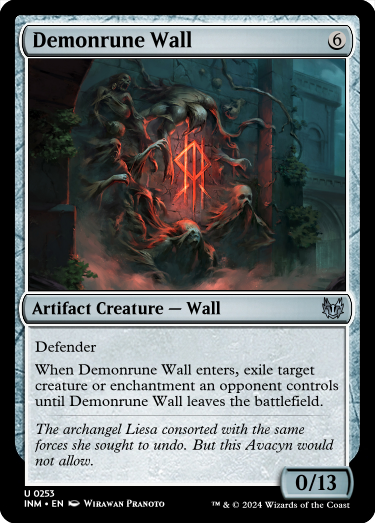 Demonrune Wall 6
Artifact Creature — Wall
Defender
When Demonrune Wall enters, exile target
creature or enchantment an opponent controls
until Demonrune Wall leaves the battlefield.
The archangel Liesa consorted with the same
forces she sought to undo. But this Avacyn would
not allow.
0/13
U 0253
INM • EN Wirawan Pranoto ™ & © 2024 Wizards of the Coast